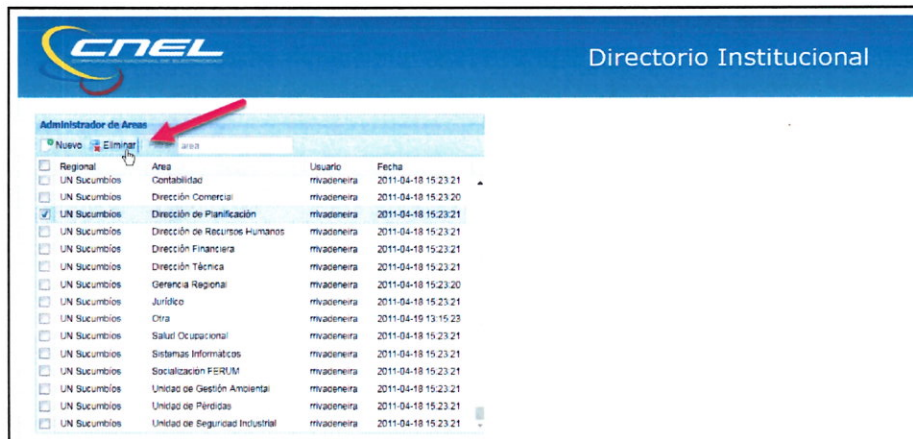 CNEL
CORPORACIÓN NACIONAL DE ELECTRICIDAD
Directorio Institucional
Administrador de Areas
Nuevo Eliminar area
Regional Area Usuario Fecha
UN Sucumbíos Contabilidad rrivadeneira 2011-04-18 15:23:21
UN Sucumbíos Dirección Comercial rrivadeneira 2011-04-18 15:23:20
UN Sucumbíos Dirección de Planificación rrivadeneira 2011-04-18 15:23:21
UN Sucumbíos Dirección de Recursos Humanos rrivadeneira 2011-04-18 15:23:21
UN Sucumbíos Dirección Financiera rrivadeneira 2011-04-18 15:23:21
UN Sucumbíos Dirección Técnica rrivadeneira 2011-04-18 15:23:21
UN Sucumbíos Gerencia Regional rrivadeneira 2011-04-18 15:23:20
UN Sucumbíos Jurídico rrivadeneira 2011-04-18 15:23:21
UN Sucumbíos Otra rrivadeneira 2011-04-19 13:15:23
UN Sucumbíos Salud Ocupacional rrivadeneira 2011-04-18 15:23:21
UN Sucumbíos Sistemas Informáticos rrivadeneira 2011-04-18 15:23:21
UN Sucumbíos Socialización FERUM rrivadeneira 2011-04-18 15:23:21
UN Sucumbíos Unidad de Gestión Ambiental rrivadeneira 2011-04-18 15:23:21
UN Sucumbíos Unidad de Pérdidas rrivadeneira 2011-04-18 15:23:21
UN Sucumbíos Unidad de Seguridad Industrial rrivadeneira 2011-04-18 15:23:21